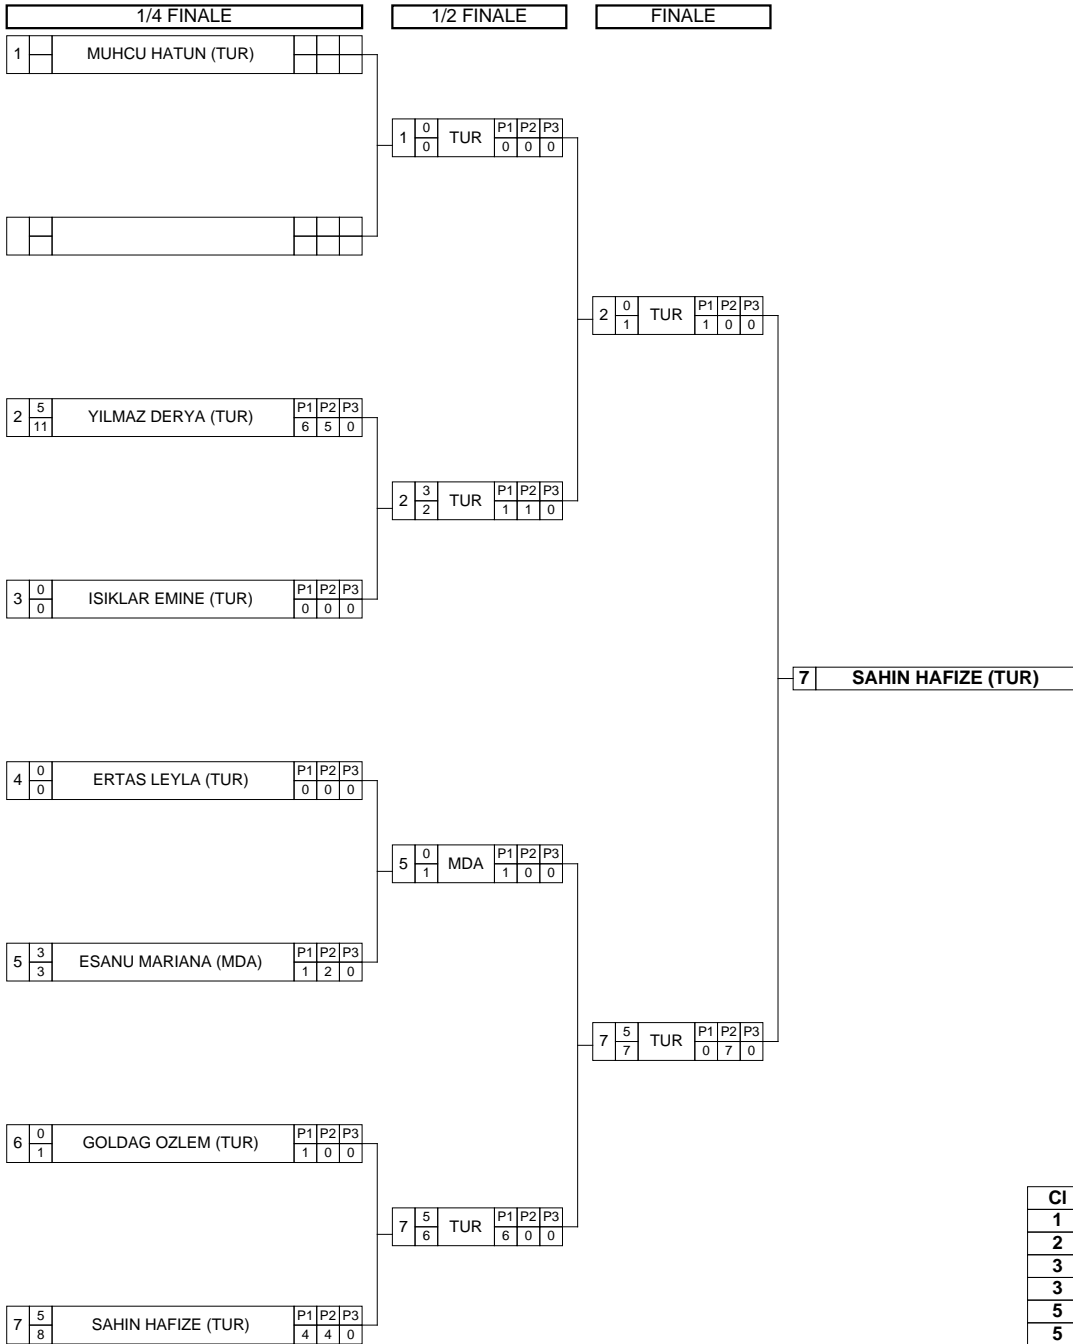 1/4 FINALE 1/2 FINALE FINALE
1 MUHCU HATUN (TUR)
1 0 TUR P1 P2 P3
0 0 0 0
2 0 TUR P1 P2 P3
1 1 0 0
2 5 YILMAZ DERYA (TUR) P1 P2 P3
11 6 5 0
2 3 TUR P1 P2 P3
2 1 1 0
3 0 ISIKLAR EMINE (TUR) P1 P2 P3
0 0 0 0
7 SAHIN HAFIZE (TUR)
4 0 ERTAS LEYLA (TUR) P1 P2 P3
0 0 0 0
5 0 MDA P1 P2 P3
1 1 0 0
5 3 ESANU MARIANA (MDA) P1 P2 P3
3 1 2 0
7 5 TUR P1 P2 P3
7 0 7 0
6 0 GOLDAG OZLEM (TUR) P1 P2 P3
1 1 0 0
Cl
1
7 5 TUR P1 P2 P3
6 6 0 0
2
3
3
5
7 5 SAHIN HAFIZE (TUR) P1 P2 P3
8 4 4 0
5